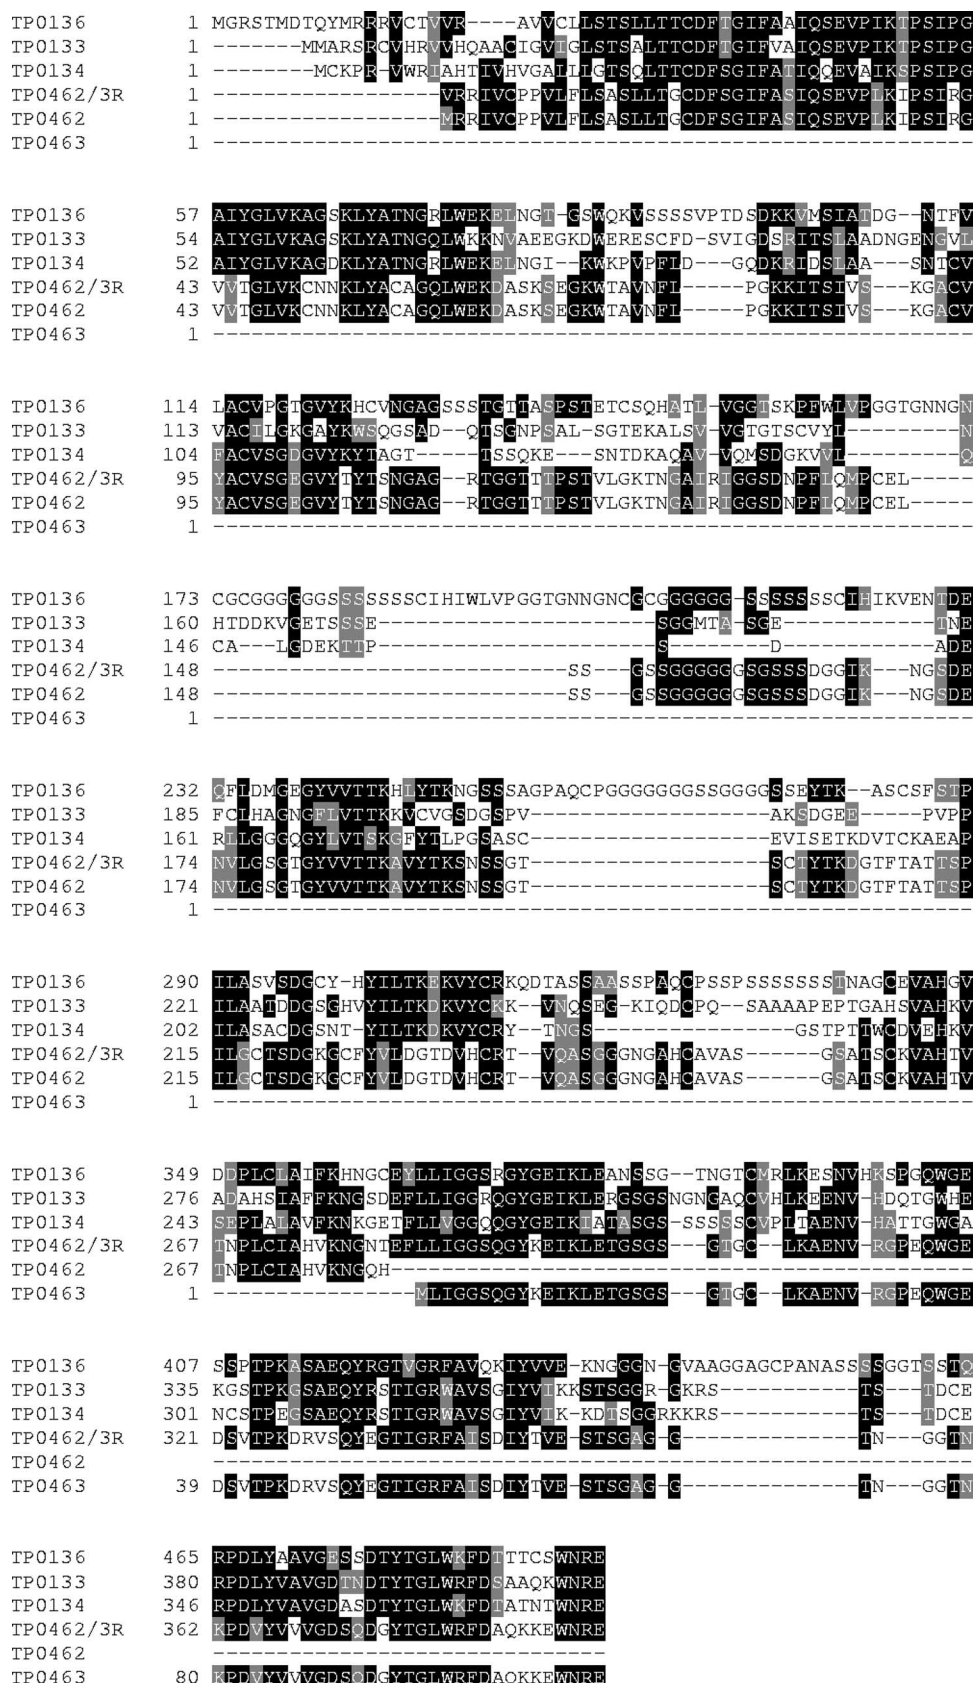 TP0136 1 MGRSTMDTQYMRRRVCTVVR----AVVCLLSTSLLTTCDFTGIFAAIQSEVPIKTPSIPG
TP0133 1 -------MMARSRCVHRVVHQAACIGVIGLSTSALTTCDFTGIFVAIQSEVPIKTPSIPG
TP0134 1 --------MCKPR-VWRIAHTIVHVGALLLGTSQLTTCDFSGIFATIQQEVAIKSPSIPG
TP0462/3R 1 ------------------VRRIVCPPVLFLSASLLTGCDFSGIFASIQSEVPLKIPSIRG
TP0462 1 ------------------MRRIVCPPVLFLSASLLTGCDFSGIFASIQSEVPLKIPSIRG
TP0463 1 ------------------------------------------------------------
TP0136 57 AIYGLVKAGSKLYATNGRLWEKELNGT-GSWQKVSSSSVPTDSDKKVMSIATDG--NTFV
TP0133 54 AIYGLVKAGSKLYATNGQLWKKNVAEEGKDWERESCFD-SVIGDSRITSLAADNGENGVL
TP0134 52 AIYGLVKAGDKLYATNGRLWEKELNGI--KWKPVPFLD---GQDKRIDSLAA--SNTCV
TP0462/3R 43 VVTGLVKCNNKLYACAGQLWEKDASKSEGKWTAVNFL-----PGKKITSIVS---KGACV
TP0462 43 VVTGLVKCNNKLYACAGQLWEKDASKSEGKWTAVNFL-----PGKKITSIVS---KGACV
TP0463 1 ------------------------------------------------------------
TP0136 114 LACVPGTGVYKHCVNGAGSSSTGTTASPSTETCSQHATL-VGGTSKPFWLVPGGTGNNGN
TP0133 113 VACILGKGAYKWSQGSAD--QTSGNPSAL-SGTEKALSV-VGTGTSCVYL---------N
TP0134 104 FACVSGDGVYKYTAGT-----TSSQKE---SNTDKAQAV-VQMSDGKVVL---------Q
TP0462/3R 95 YACVSGEGVYTYTSNGAG--RTGGTTTPSTVLGKTNGAIRIGGSDNPFLQMPCEL-----
TP0462 95 YACVSGEGVYTYTSNGAG--RTGGTTTPSTVLGKTNGAIRIGGSDNPFLQMPCEL-----
TP0463 1 ------------------------------------------------------------
TP0136 173 CGCGGGGGGSSSSSSSCIHIWLVPGGTGNNGNCGCGGGGGG-SSSSSSSCIHIKVENTDE
TP0133 160 HTDDKVGETSSSE----------------------SGGMTA-SGE------------TNE
TP0134 146 CA---LGDEKTTP----------------------S--------D------------ADE
TP0462/3R 148 ----------------------------SS---GSSGGGGGGSGSSSDGGIK---NGSDE
TP0462 148 ----------------------------SS---GSSGGGGGGSGSSSDGGIK---NGSDE
TP0463 1 ------------------------------------------------------------
TP0136 232 QFLDMGEGYVVTTKHLYTKNGSSSAGPAQCPGGGGGGGSSGGGGSSEYTK---ASCSFSTP
TP0133 185 FCLHAGNGFLVTTKKVCVGSDGSPV-------------------AKSDGEE-----PVPP
TP0134 161 RLLGGGQGYLVTSKGFYTLPGSASC-------------------EVISETKDVTCKAEAP
TP0462/3R 174 NVLGSGTGYVVTTKAVYTKSNSSGT-------------------SCTYTKDGTFTATTSP
TP0462 174 NVLGSGTGYVVTTKAVYTKSNSSGT-------------------SCTYTKDGTFTATTSP
TP0463 1 ------------------------------------------------------------
TP0136 290 ILASVSDGCY-HYILTKEKVYCRKQDTASSAASSPAQCPSSPSSSSSSSTNAGCEVAHGV
TP0133 221 ILAATDDGSGHVYILTKDKVYCKK--VNQSEG-KIQDCPQ--SAAAAPEPTGAHSVAHKV
TP0134 202 ILASACDGSNT-YILTKDKVYCRY--TNGS----------------GSTPTTWCDVEHKV
TP0462/3R 215 ILGCTSDGKGCFYVLDGTDVHCRT--VQASGGGNGAHCAVAS------GSATSCKVAHTV
TP0462 215 ILGCTSDGKGCFYVLDGTDVHCRT--VQASGGGNGAHCAVAS------GSATSCKVAHTV
TP0463 1 ------------------------------------------------------------
TP0136 349 DDPLCLAIFKHNGCEYLLIGGSRGYGEIKLEANSSG--TNGTCMRLKESNVHKSPGQWGE
TP0133 276 ADAHSIAFFKNGSDEFLLIGGRQGYGEIKLERGSGSNGNGAQCVHLKEENV-HDQTGWHE
TP0134 243 SEPLALAVFKNKGETFLLVGGQQGYGEIKIATASGS-SSSSSCVPLTAENV-HATTGWGA
TP0462/3R 267 TNPLCIAHVKNGNTEFLLIGGSQGYKEIKLETGSGS---GTGC--LKAENV-RGPEQWGE
TP0462 267 TNPLCIAHVKNGQH----------------------------------------------
TP0463 1 ----------------MLIGGSQGYKEIKLETGSGS---GTGC--LKAENV-RGPEQWGE
TP0136 407 SSPTPKASAEQYRGTVGRFAVQKIYVVE-KNGGGN-GVAAGGAGCPANASSSSSGGTSSTQ
TP0133 335 KGSTPKGSAEQYRSTIGRWAVSGIYVIKKSTSGGR-GKRS------------TS---TDCE
TP0134 301 NCSTPEGSAEQYRSTIGRWAVSGIYVIK-KDTSGGRKKRS------------TS---TDCE
TP0462/3R 321 DSVTPKDRVSQYEGTIGRFAISDIYTVE-STSGAG-G--------------TN---GGTN
TP0462 ------------------------------------------------------------
TP0463 39 DSVTPKDRVSQYEGTIGRFAISDIYTVE-STSGAG-G--------------TN---GGTN
TP0136 465 RPDLYAAVGESSDTYTGLWKFDTTTCSWNRE
TP0133 380 RPDLYVAVGDTNDTYTGLWRFDSAAQKWNRE
TP0134 346 RPDLYVAVGDASDTYTGLWKFDTATNTWNRE
TP0462/3R 362 KPDVYVVVGDSQDGYTGLWRFDAQKKEWNRE
TP0462 -------------------------------
TP0463 80 KPDVYVVVGDSQDGYTGLWRFDAQKKEWNRE